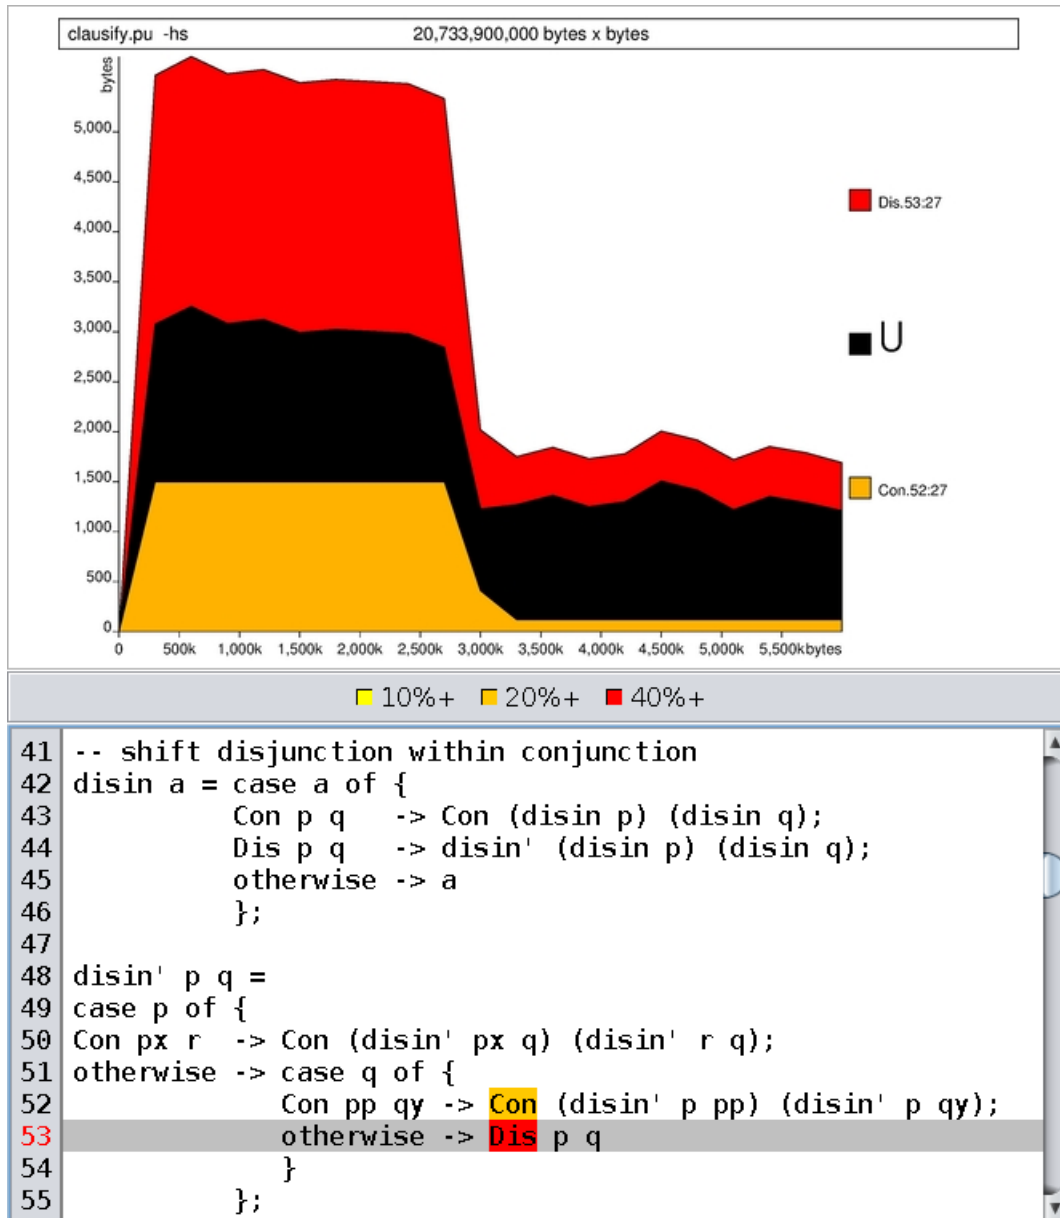 clausify.pu -hs 20,733,900,000 bytes x bytes
bytes
5,000
4,500
4,000
3,500
3,000
2,500
2,000
1,500
1,000
500
0
0 500k 1,000k 1,500k 2,000k 2,500k 3,000k 3,500k 4,000k 4,500k 5,000k 5,500k bytes
Dis.53:27
U
Con.52:27
10%+ 20%+ 40%+
41 -- shift disjunction within conjunction
42 disin a = case a of {
43 Con p q -> Con (disin p) (disin q);
44 Dis p q -> disin' (disin p) (disin q);
45 otherwise -> a
46 };
47
48 disin' p q =
49 case p of {
50 Con px r -> Con (disin' px q) (disin' r q);
51 otherwise -> case q of {
52 Con pp qy -> Con (disin' p pp) (disin' p qy);
53 otherwise -> Dis p q
54 }
55 };